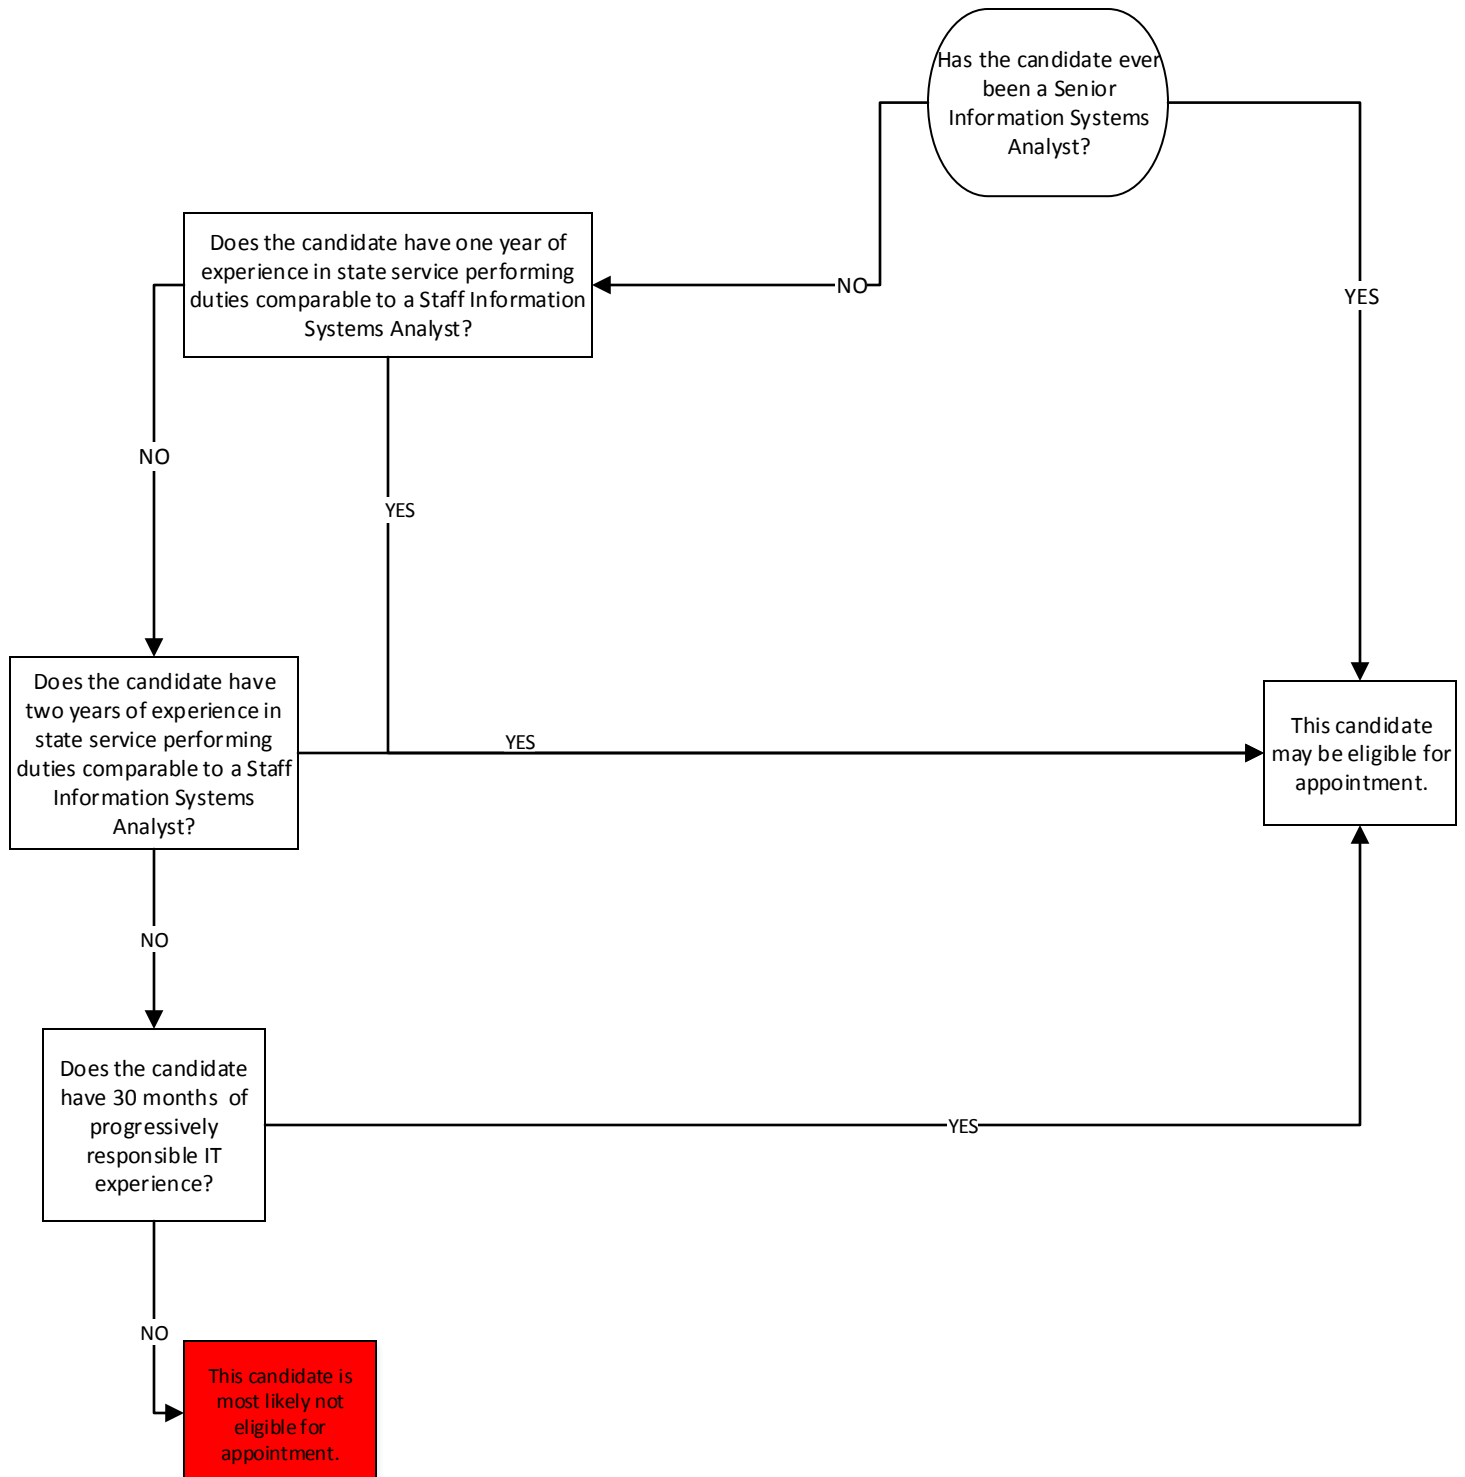 Has the candidate ever
been a Senior
Information Systems
Analyst?
NO
YES
Does the candidate have one year of
experience in state service performing
duties comparable to a Staff Information
Systems Analyst?
NO
YES
Does the candidate have
two years of experience in
state service performing
duties comparable to a Staff
Information Systems
Analyst?
YES
This candidate
may be eligible for
appointment.
NO
Does the candidate
have 30 months of
progressively
responsible IT
experience?
YES
NO
This candidate is
most likely not
eligible for
appointment.